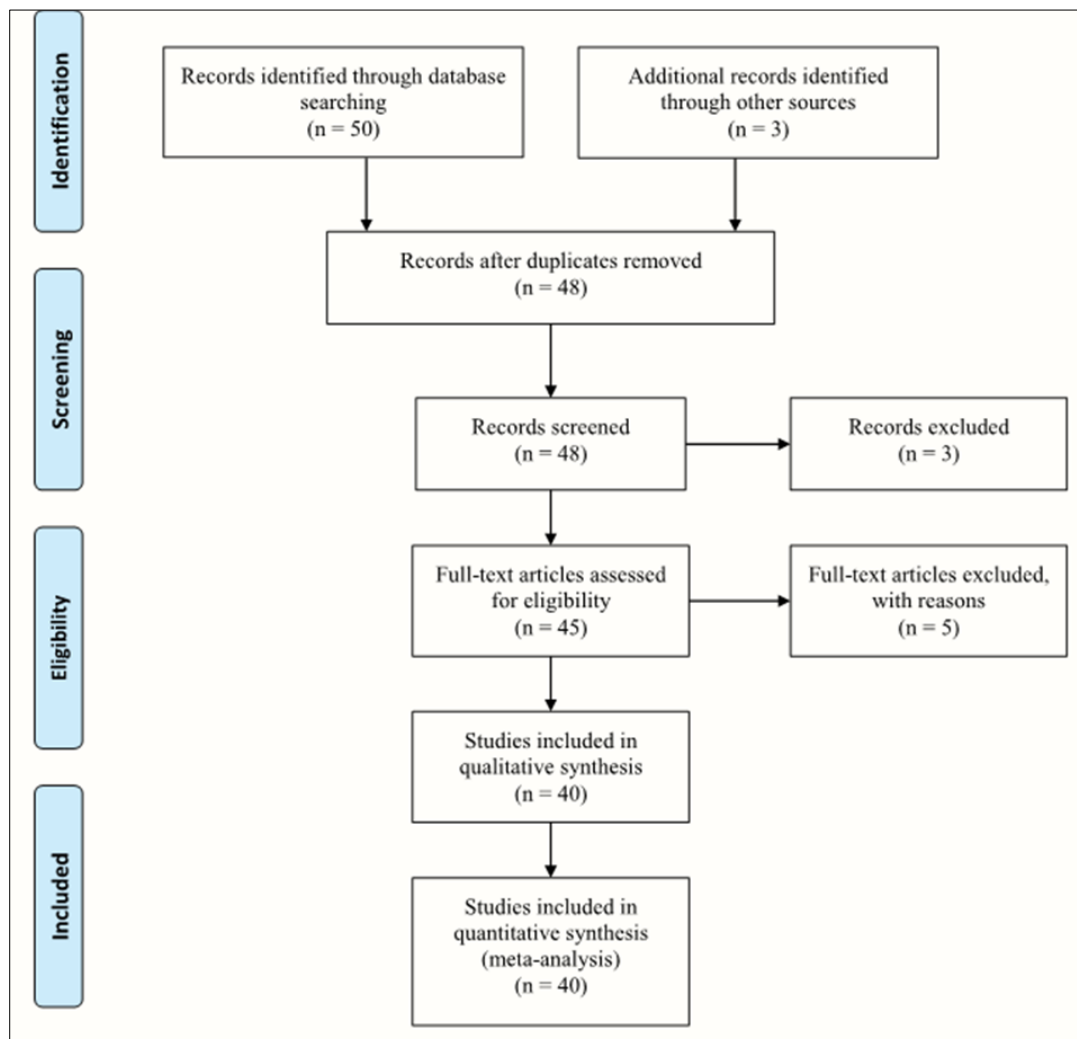 Identification
Records identified through database
searching
(n = 50)
Additional records identified
through other sources
(n = 3)
Records after duplicates removed
(n = 48)
Screening
Records screened
(n = 48)
Records excluded
(n = 3)
Eligibility
Full-text articles assessed
for eligibility
(n = 45)
Full-text articles excluded,
with reasons
(n = 5)
Studies included in
qualitative synthesis
(n = 40)
Included
Studies included in
quantitative synthesis
(meta-analysis)
(n = 40)